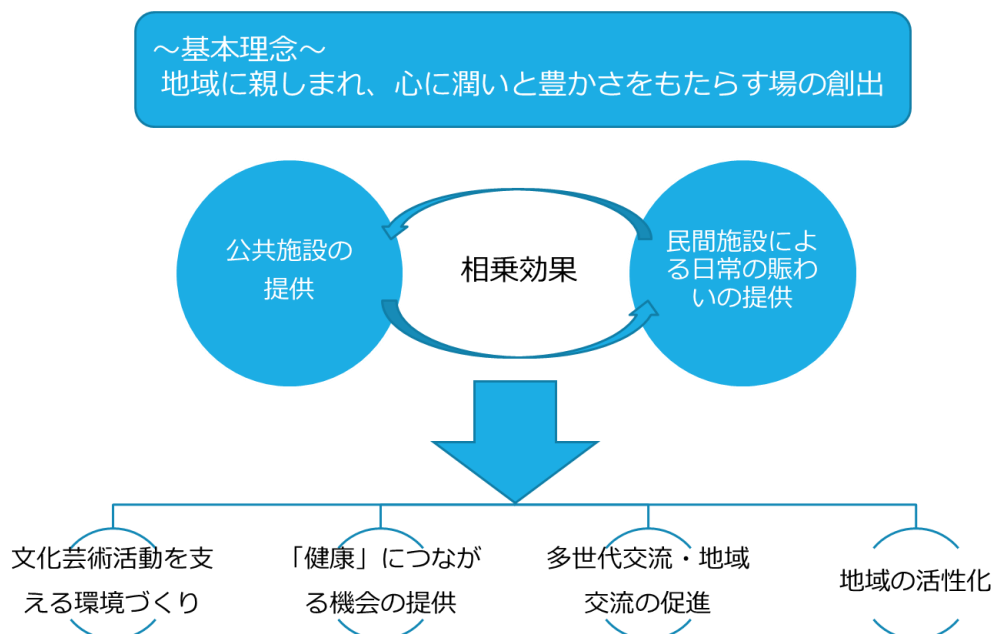 ～基本理念～
地域に親しまれ、心に潤いと豊かさをもたらす場の創出
公共施設の
提供
相乗効果
民間施設によ
る日常の賑わ
いの提供
文化芸術活動を支
える環境づくり
「健康」につなが
る機会の提供
多世代交流・地域
交流の促進
地域の活性化